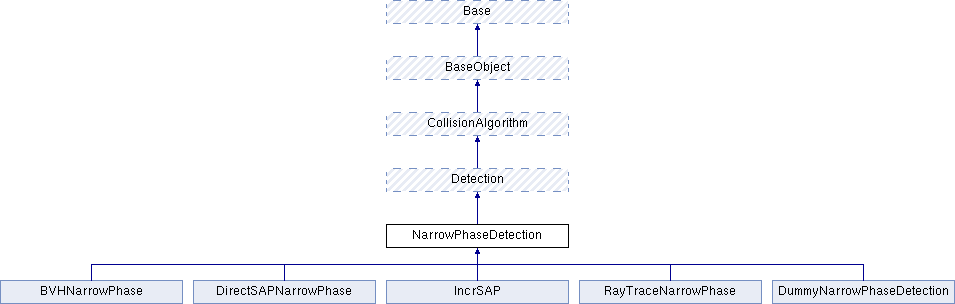 Base
BaseObject
CollisionAlgorithm
Detection
NarrowPhaseDetection
BVHNarrowPhase
DirectSAPNarrowPhase
IncrSAP
RayTraceNarrowPhase
DummyNarrowPhaseDetection